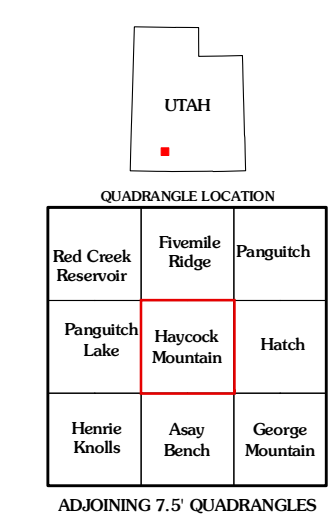 UTAH
QUADRANGLE LOCATION
Red Creek
Reservoir
Fivemile
Ridge
Panguitch
Panguitch
Lake
Haycock
Mountain
Hatch
Henrie
Knolls
Asay
Bench
George
Mountain
ADJOINING 7.5' QUADRANGLES